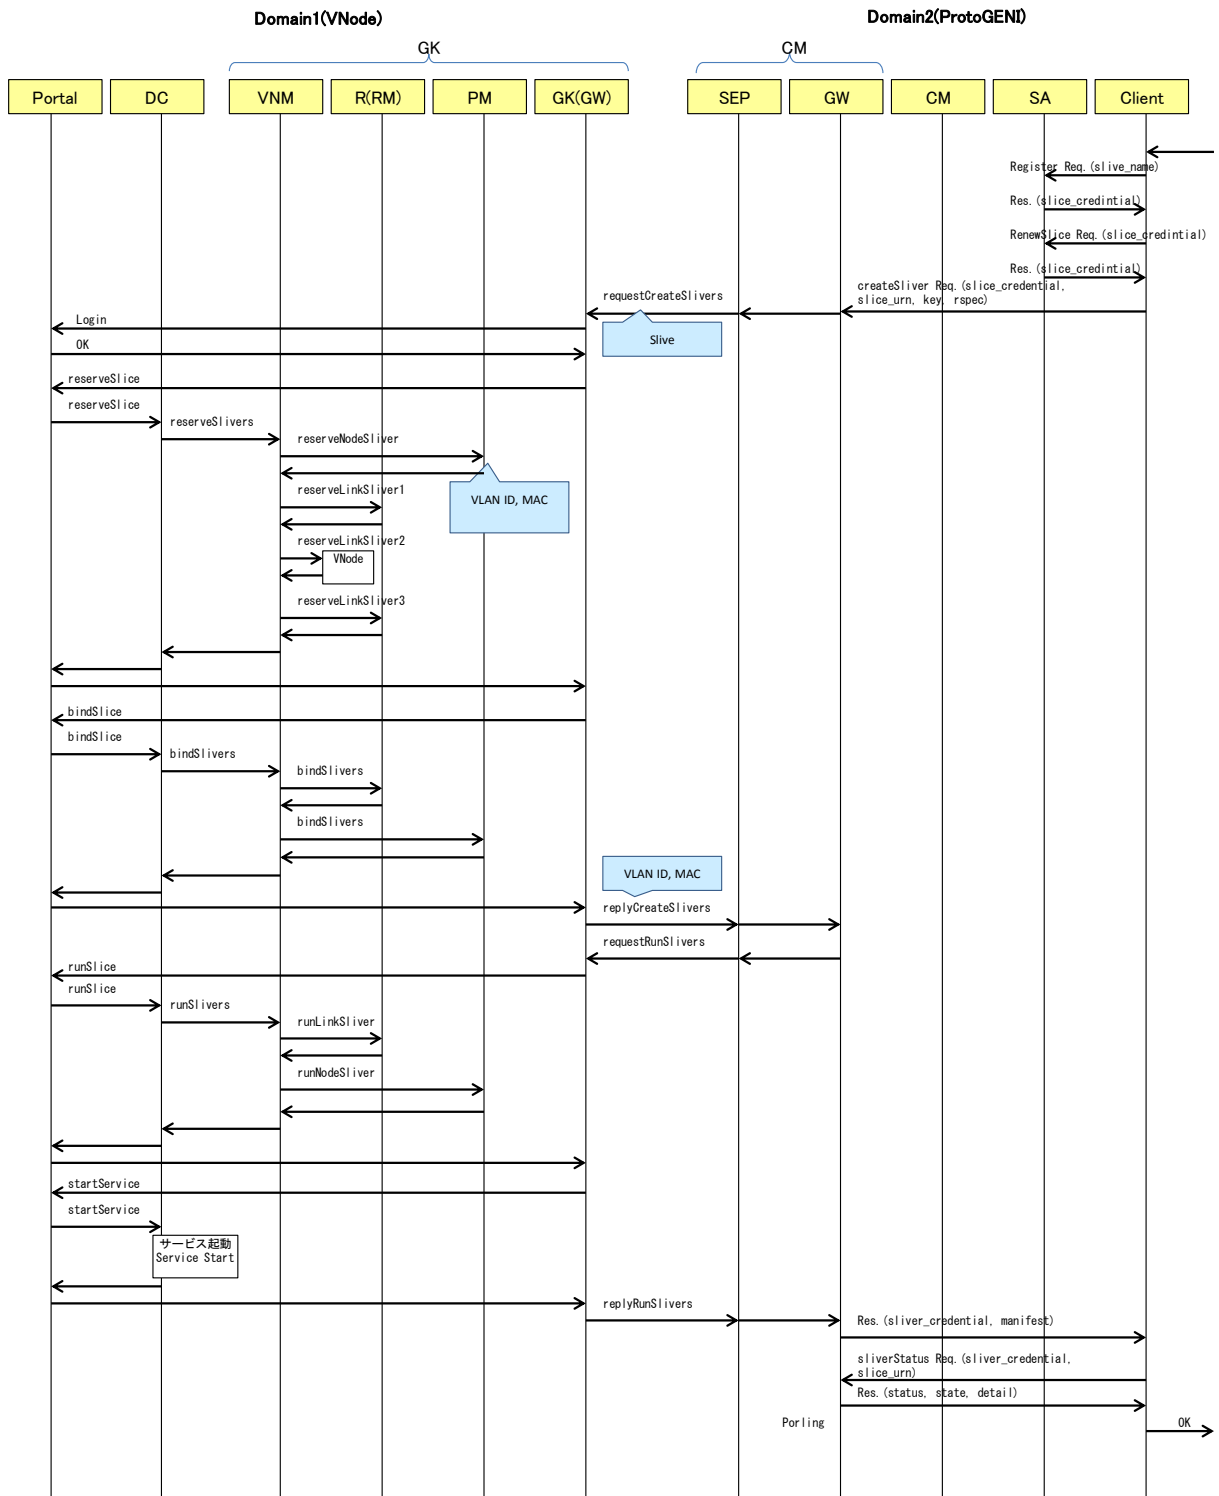 Domain1(VNode)
Domain2(ProtoGENI)
GK
CM
Portal
DC
VNM
R(RM)
PM
GK(GW)
SEP
GW
CM
SA
Client
Register Req.(slive_name)
Res.(slice_credintial)
RenewSlice Req.(slice_credintial)
Res.(slice_credintial)
createSliver Req.(slice_credential,
slice_urn, key, rspec)
requestCreateSlivers
Slive
Login
OK
reserveSlice
reserveSlice
reserveSlivers
reserveNodeSliver
VLAN ID, MAC
reserveLinkSliver1
reserveLinkSliver2
VNode
reserveLinkSliver3
bindSlice
bindSlice
bindSlivers
bindSlivers
bindSlivers
VLAN ID, MAC
replyCreateSlivers
requestRunSlivers
runSlice
runSlice
runSlivers
runLinkSliver
runNodeSliver
startService
startService
サービス起動
Service Start
replyRunSlivers
Res.(sliver_credential, manifest)
sliverStatus Req.(sliver_credential,
slice_urn)
Res.(status, state, detail)
Porling
OK